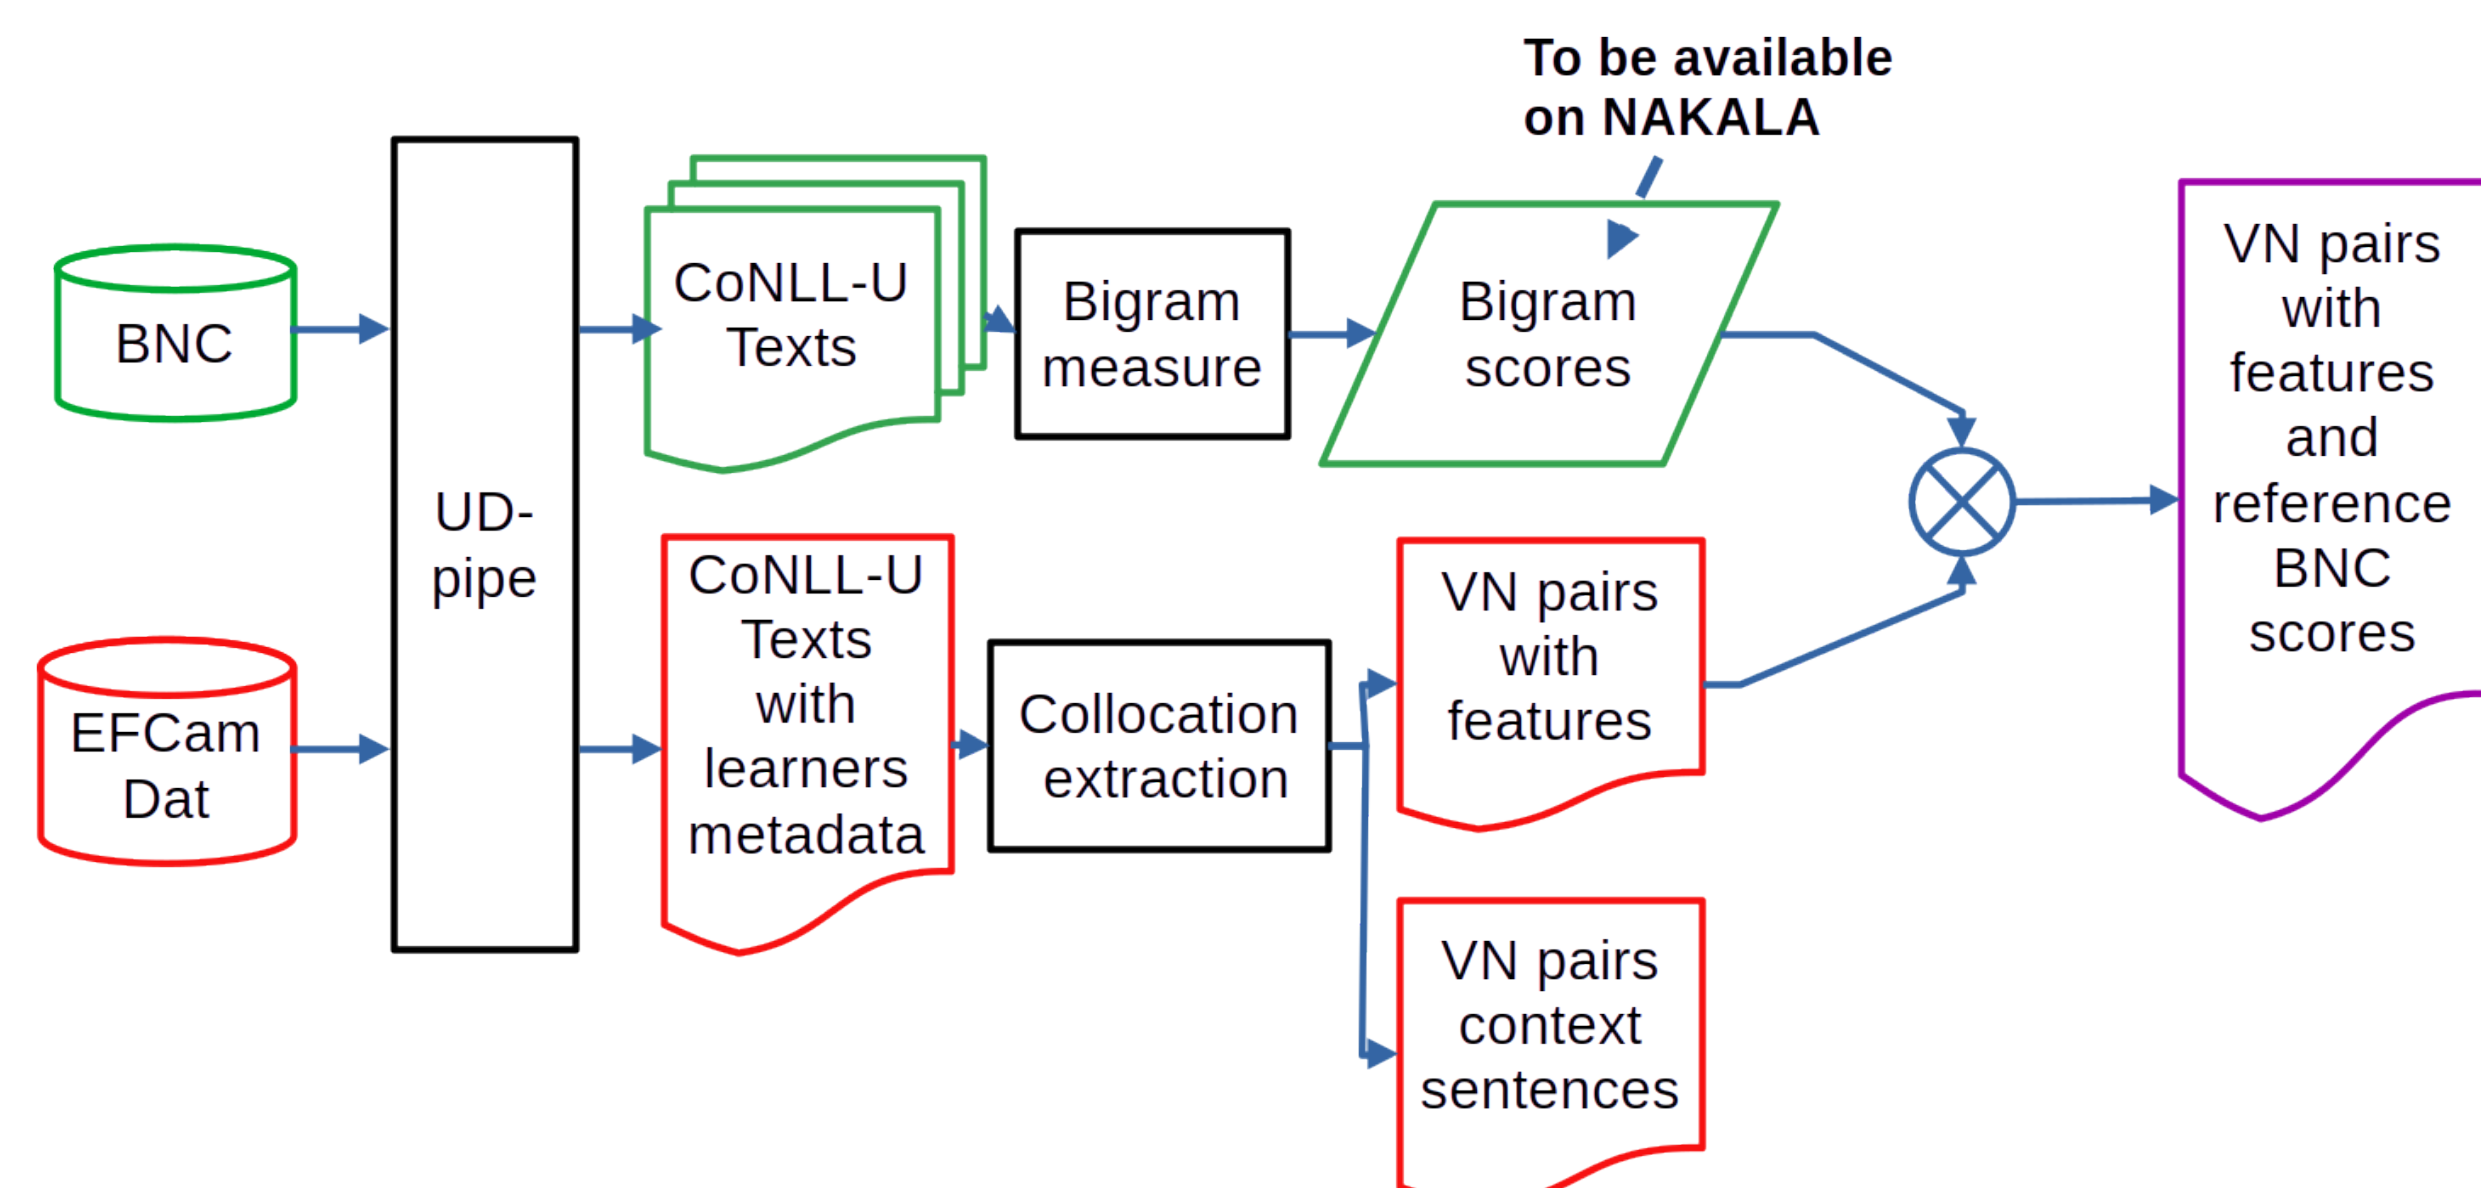 To be available
on NAKALA
BNC
UD-
pipe
CoNLL-U
Texts
Bigram
measure
Bigram
scores
VN pairs
with
features
and
reference
BNC
scores
EFCam
Dat
CoNLL-U
Texts
with
learners
metadata
Collocation
extraction
VN pairs
with
features
VN pairs
context
sentences